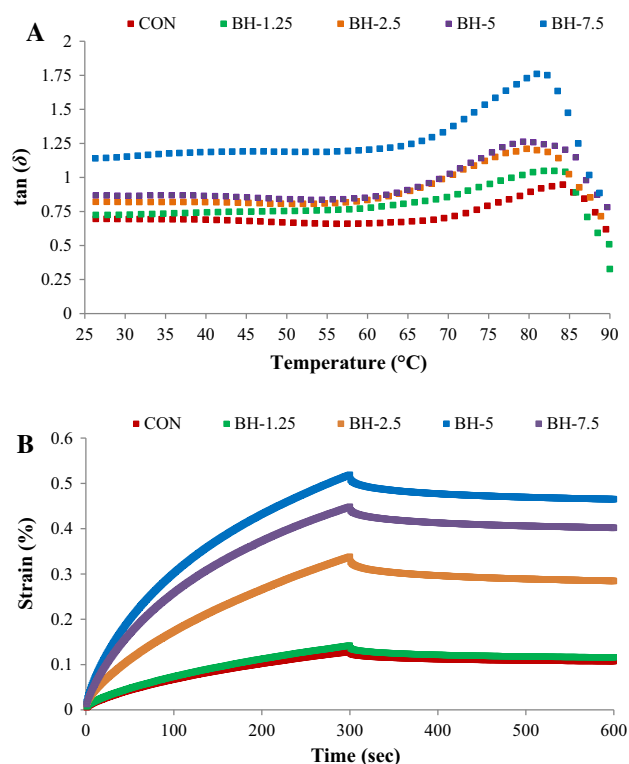 A
CON BH-1.25 BH-2.5 BH-5 BH-7.5
2
1.75
1.5
1.25
1
0.75
0.5
0.25
0
tan (δ)
25 30 35 40 45 50 55 60 65 70 75 80 85 90
Temperature (°C)
B
CON BH-1.25 BH-2.5 BH-5 BH-7.5
0.6
0.5
0.4
0.3
0.2
0.1
0
Strain (%)
0 100 200 300 400 500 600
Time (sec)